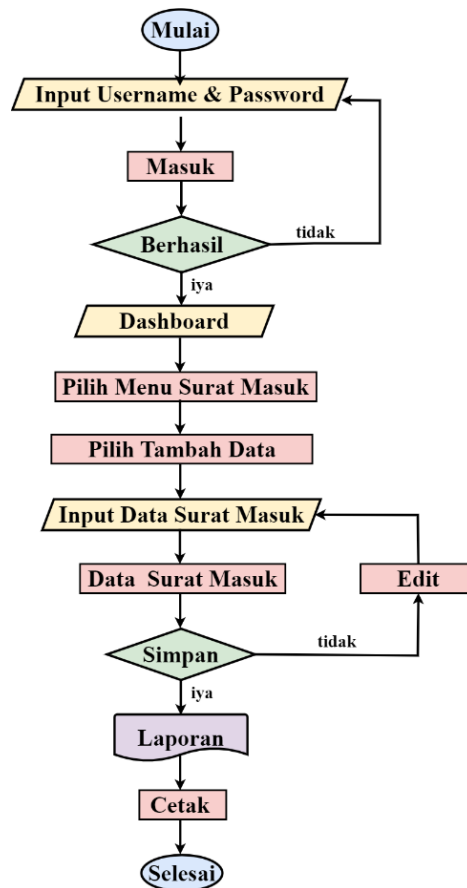 Mulai
Input Username & Password
Masuk
Berhasil
tidak
iya
Dashboard
Pilih Menu Surat Masuk
Pilih Tambah Data
Input Data Surat Masuk
Data Surat Masuk
Edit
Simpan
tidak
iya
Laporan
Cetak
Selesai